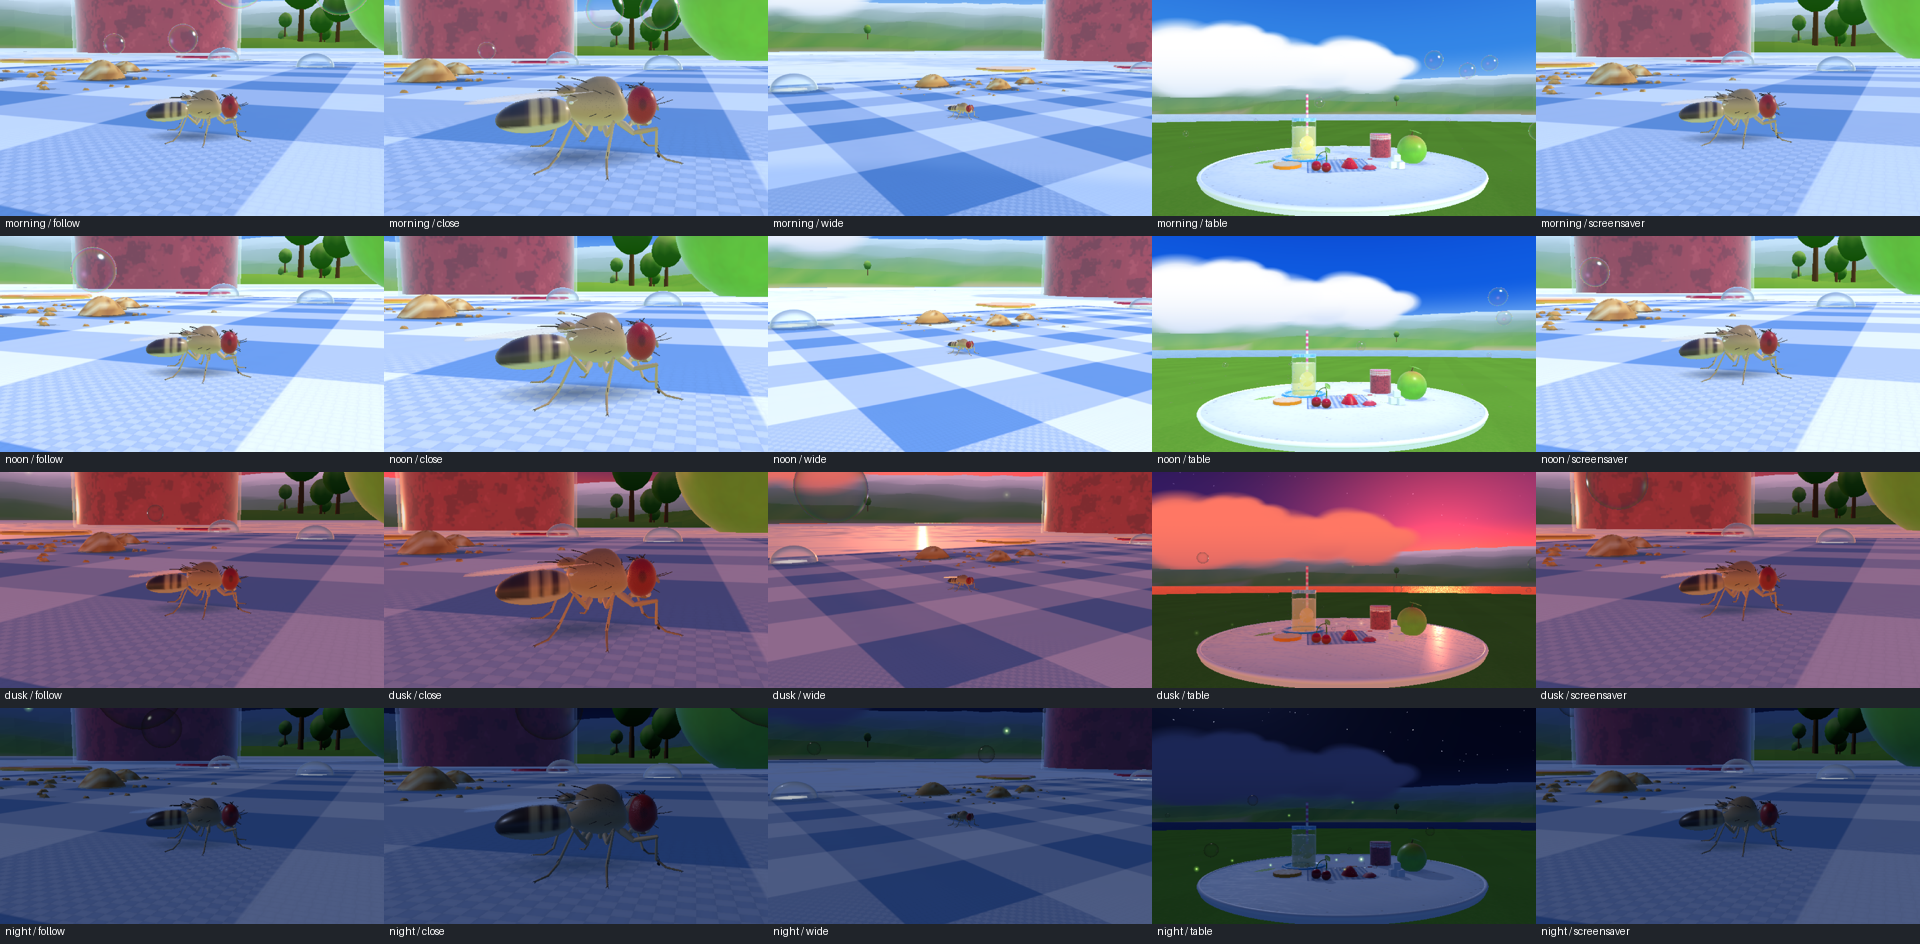 morning / follow
morning / close
morning / wide
morning / table
morning / screensaver
noon / follow
noon / close
noon / wide
noon / table
noon / screensaver
dusk / follow
dusk / close
dusk / wide
dusk / table
dusk / screensaver
night / follow
night / close
night / wide
night / table
night / screensaver